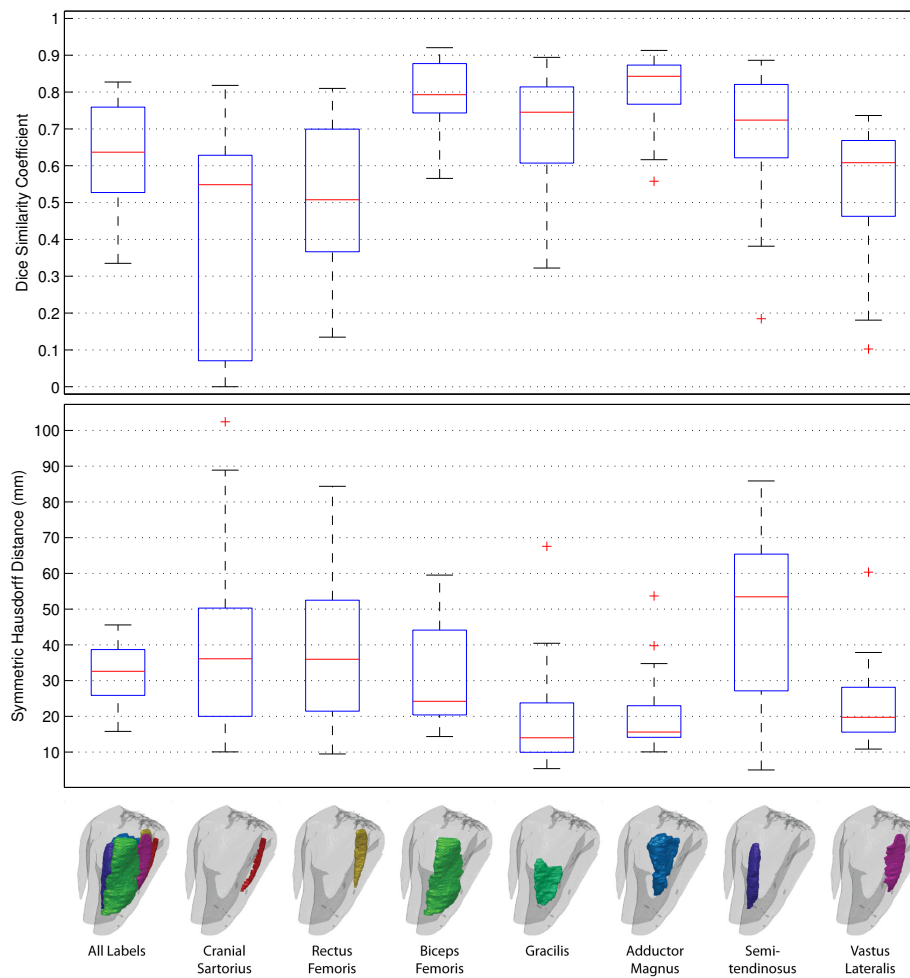 1
0.9
0.8
0.7
0.6
0.5
0.4
0.3
0.2
0.1
0
Dice Similarity Coefficient
100
90
80
70
60
50
40
30
20
10
Symmetric Hausdorff Distance (mm)
All Labels
Cranial
Sartorius
Rectus
Femoris
Biceps
Femoris
Gracilis
Adductor
Magnus
Semi-
tendinosus
Vastus
Lateralis